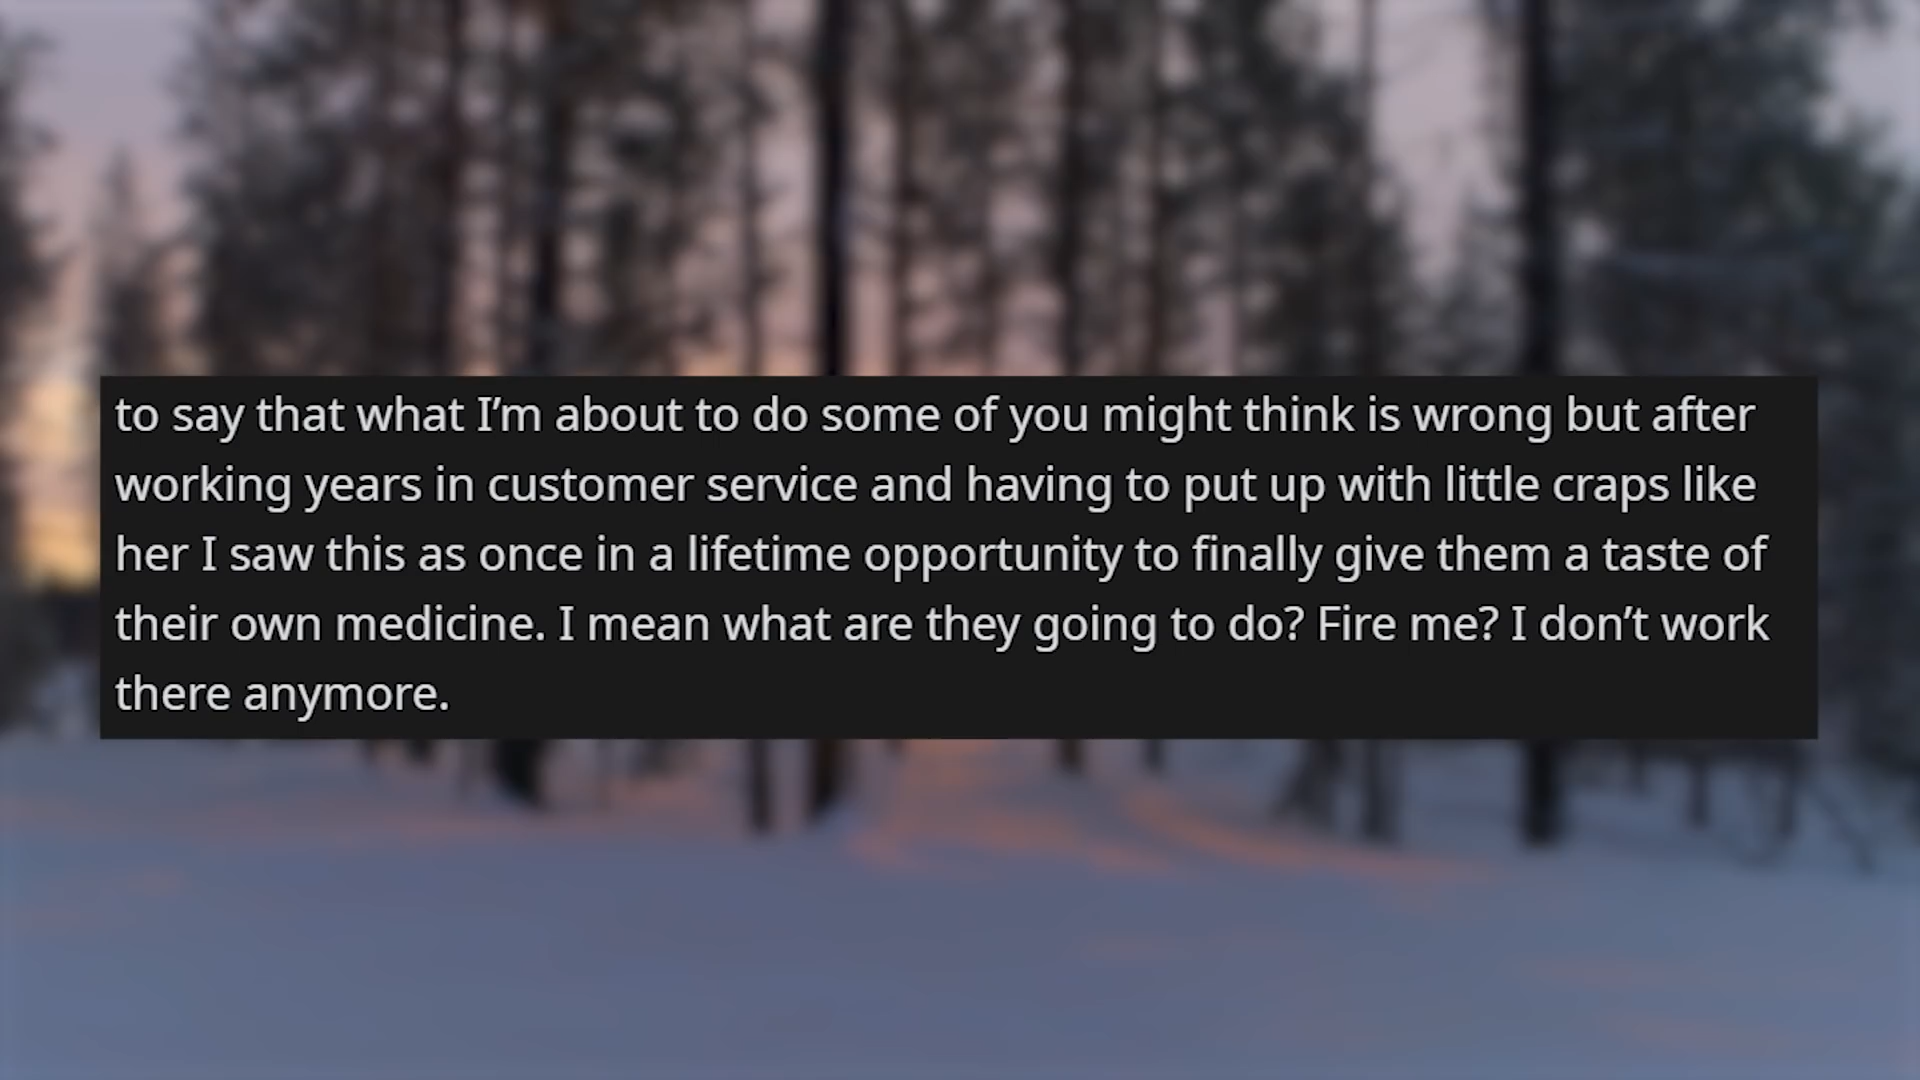 to say that what I’m about to do some of you might think is wrong but after
working years in customer service and having to put up with little craps like
her I saw this as once in a lifetime opportunity to finally give them a taste of
their own medicine. I mean what are they going to do? Fire me? I don’t work
there anymore.